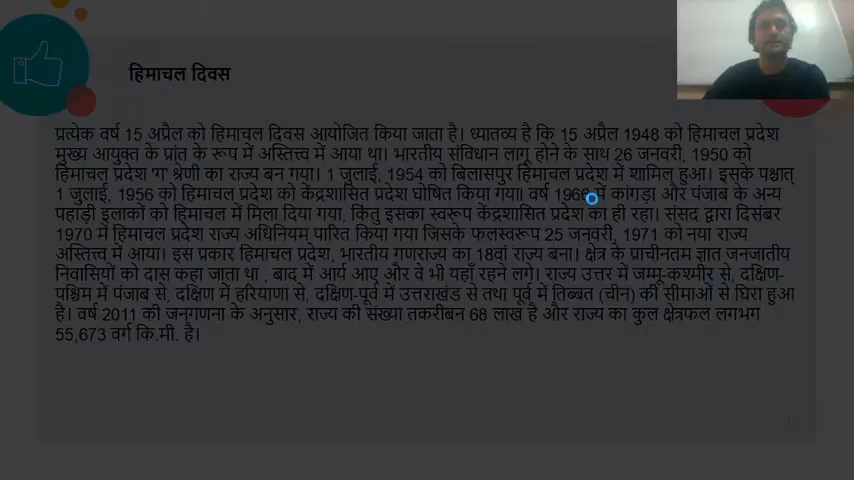 हिमाचल दिवस
प्रत्येक वर्ष 15 अप्रैल को हिमाचल दिवस आयोजित किया जाता है। ध्यातव्य है कि 15 अप्रैल 1948 को हिमाचल प्रदेश
मुख्य आयुक्त के प्रांत के रूप में अस्तित्त्व में आया था। भारतीय संविधान लागू होने के साथ 26 जनवरी, 1950 को
हिमाचल प्रदेश 'ग' श्रेणी का राज्य बन गया। 1 जुलाई, 1954 को बिलासपुर हिमाचल प्रदेश में शामिल हुआ। इसके पश्चात्
1 जुलाई, 1956 को हिमाचल प्रदेश को केंद्रशासित प्रदेश घोषित किया गया। वर्ष 1966 में कांगड़ा और पंजाब के अन्य
पहाड़ी इलाकों को हिमाचल में मिला दिया गया, किंतु इसका स्वरूप केंद्रशासित प्रदेश का ही रहा। संसद द्वारा दिसंबर
1970 में हिमाचल प्रदेश राज्य अधिनियम पारित किया गया जिसके फलस्वरूप 25 जनवरी, 1971 को नया राज्य
अस्तित्त्व में आया। इस प्रकार हिमाचल प्रदेश, भारतीय गणराज्य का 18वां राज्य बना। क्षेत्र के प्राचीनतम ज्ञात जनजातीय
निवासियों को दास कहा जाता था , बाद में आर्य आए और वे भी यहाँ रहने लगे। राज्य उत्तर में जम्मू-कश्मीर से, दक्षिण-
पश्चिम में पंजाब से, दक्षिण में हरियाणा से, दक्षिण-पूर्व में उत्तराखंड से तथा पूर्व में तिब्बत (चीन) की सीमाओं से घिरा हुआ
है। वर्ष 2011 की जनगणना के अनुसार, राज्य की संख्या तकरीबन 68 लाख है और राज्य का कुल क्षेत्रफल लगभग
55,673 वर्ग कि.मी. है।